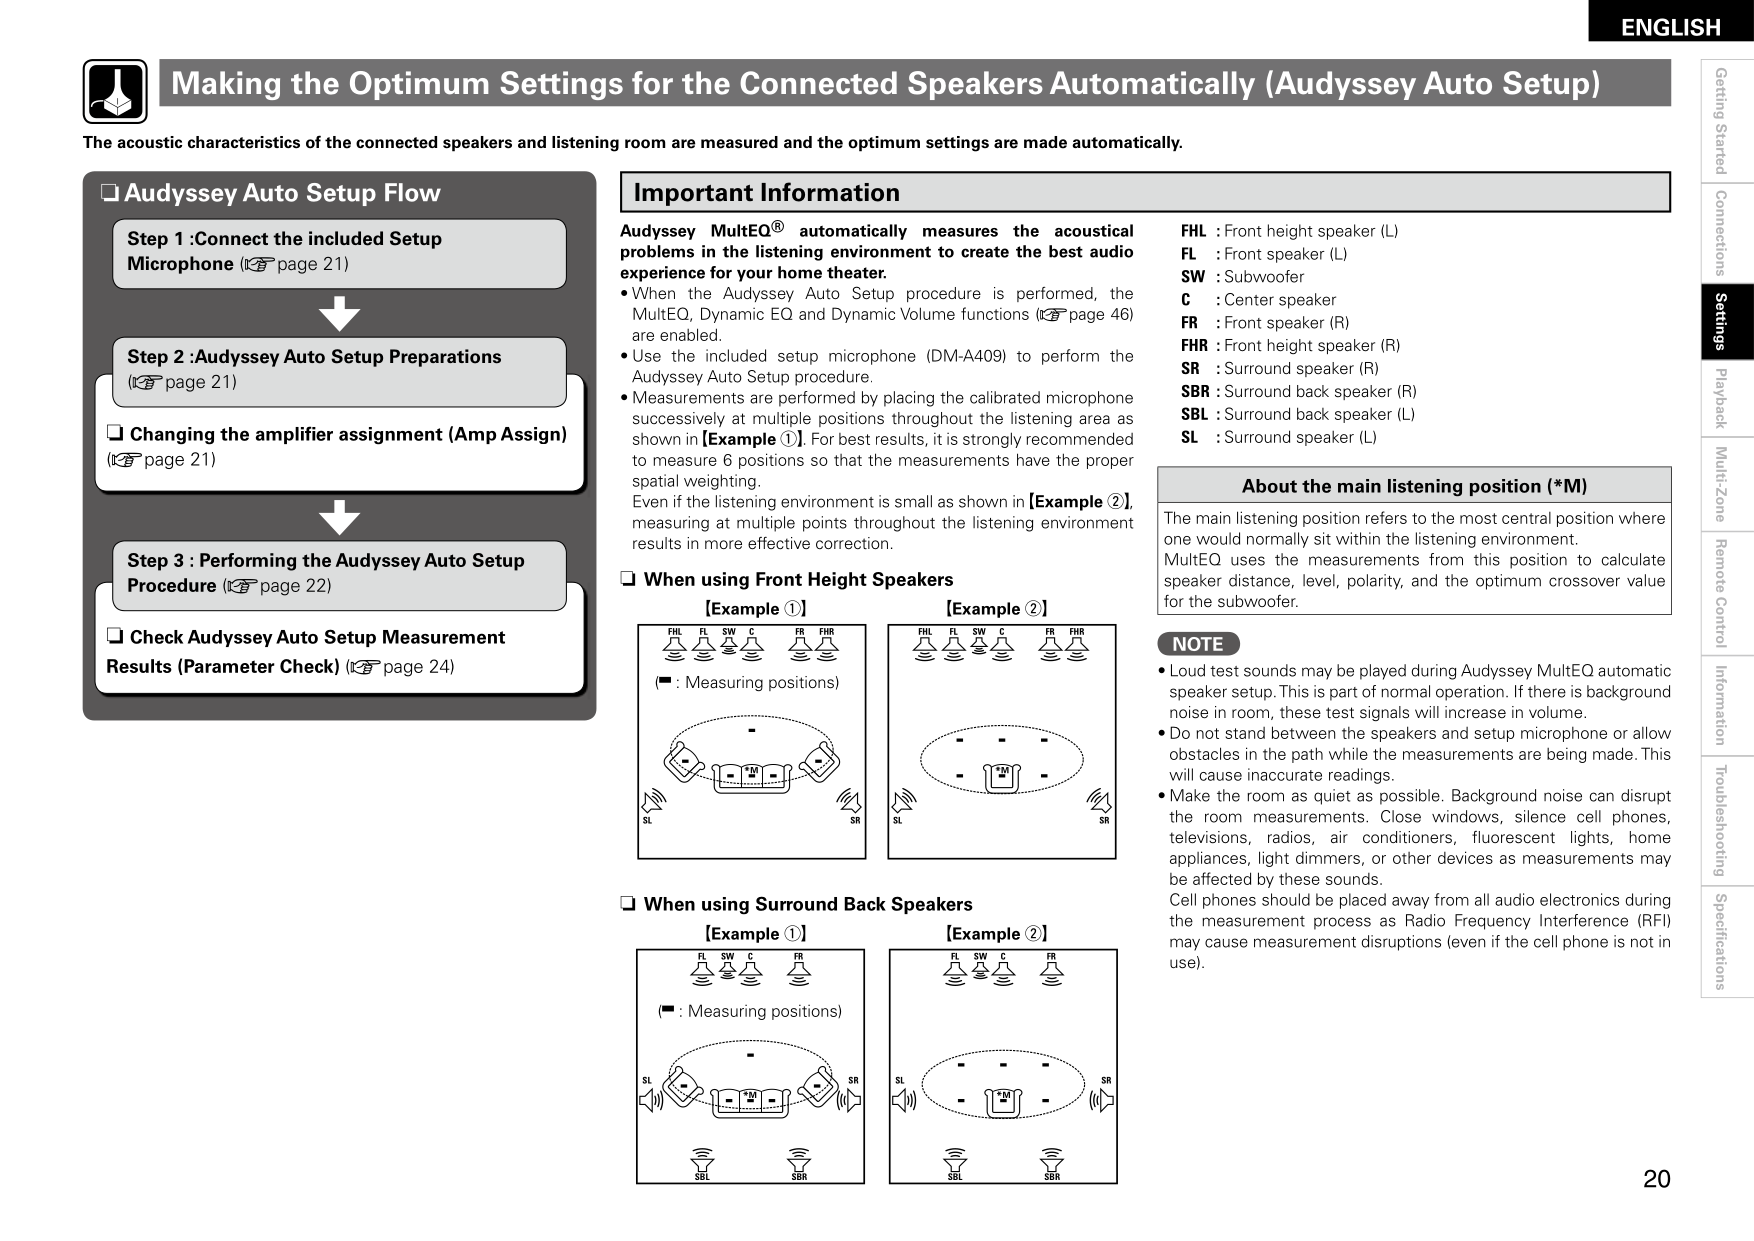 ENGLISH
Making the Optimum Settings for the Connected Speakers Automatically (Audyssey Auto Setup)
The acoustic characteristics of the connected speakers and listening room are measured and the optimum settings are made automatically.
❏ Audyssey Auto Setup Flow
Step 1 :Connect the included Setup
Microphone (☞page 21)
Step 2 :Audyssey Auto Setup Preparations
(☞page 21)
❏ Changing the amplifier assignment (Amp Assign)
(☞page 21)
Step 3 : Performing the Audyssey Auto Setup
Procedure (☞page 22)
❏ Check Audyssey Auto Setup Measurement
Results (Parameter Check) (☞page 24)
Important Information
Audyssey MultEQ® automatically measures the acoustical
problems in the listening environment to create the best audio
experience for your home theater.
• When the Audyssey Auto Setup procedure is performed, the
MultEQ, Dynamic EQ and Dynamic Volume functions (☞page 46)
are enabled.
• Use the included setup microphone (DM-A409) to perform the
Audyssey Auto Setup procedure.
• Measurements are performed by placing the calibrated microphone
successively at multiple positions throughout the listening area as
shown in 【Example ①】. For best results, it is strongly recommended
to measure 6 positions so that the measurements have the proper
spatial weighting.
Even if the listening environment is small as shown in 【Example ②】,
measuring at multiple points throughout the listening environment
results in more effective correction.
❏ When using Front Height Speakers
【Example ①】
FHL FL SW C FR FHR
(▬ : Measuring positions)
*M
SL SR
【Example ②】
FHL FL SW C FR FHR
*M
SL SR
❏ When using Surround Back Speakers
【Example ①】
FL SW C FR
(▬ : Measuring positions)
SL SR
*M
SBL SBR
【Example ②】
FL SW C FR
SL SR
*M
SBL SBR
FHL : Front height speaker (L)
FL : Front speaker (L)
SW : Subwoofer
C : Center speaker
FR : Front speaker (R)
FHR : Front height speaker (R)
SR : Surround speaker (R)
SBR : Surround back speaker (R)
SBL : Surround back speaker (L)
SL : Surround speaker (L)
About the main listening position (*M)
The main listening position refers to the most central position where
one would normally sit within the listening environment.
MultEQ uses the measurements from this position to calculate
speaker distance, level, polarity, and the optimum crossover value
for the subwoofer.
NOTE
• Loud test sounds may be played during Audyssey MultEQ automatic
speaker setup. This is part of normal operation. If there is background
noise in room, these test signals will increase in volume.
• Do not stand between the speakers and setup microphone or allow
obstacles in the path while the measurements are being made. This
will cause inaccurate readings.
• Make the room as quiet as possible. Background noise can disrupt
the room measurements. Close windows, silence cell phones,
televisions, radios, air conditioners, fluorescent lights, home
appliances, light dimmers, or other devices as measurements may
be affected by these sounds.
Cell phones should be placed away from all audio electronics during
the measurement process as Radio Frequency Interference (RFI)
may cause measurement disruptions (even if the cell phone is not in
use).
Getting Started
Connections
Settings
Playback
Multi-Zone
Remote Control
Information
Troubleshooting
Specifications
20